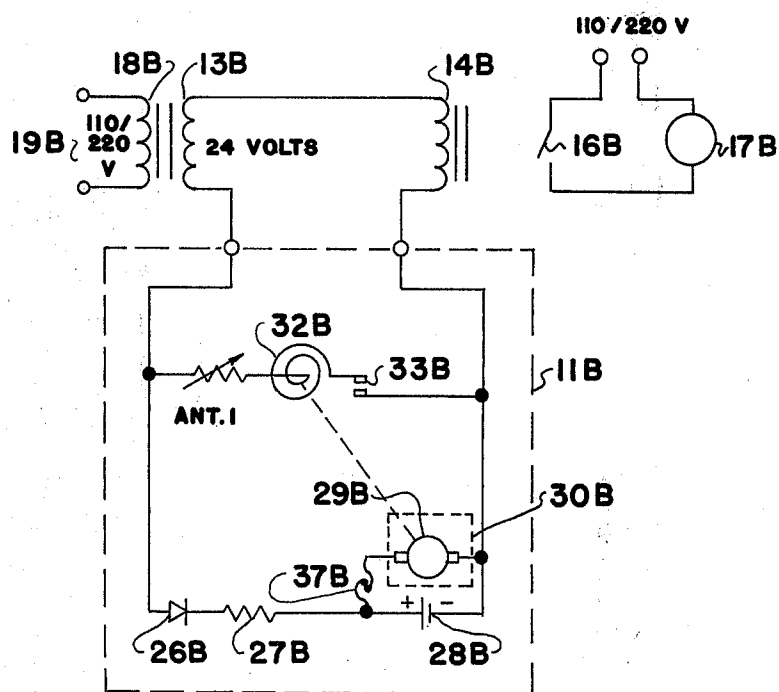 110/220 V
18B 13B 14B
19B 110/
220
V
24 VOLTS
16B 17B
32B
33B
11B
ANT.1
29B
30B
37B
+ -
26B 27B 28B